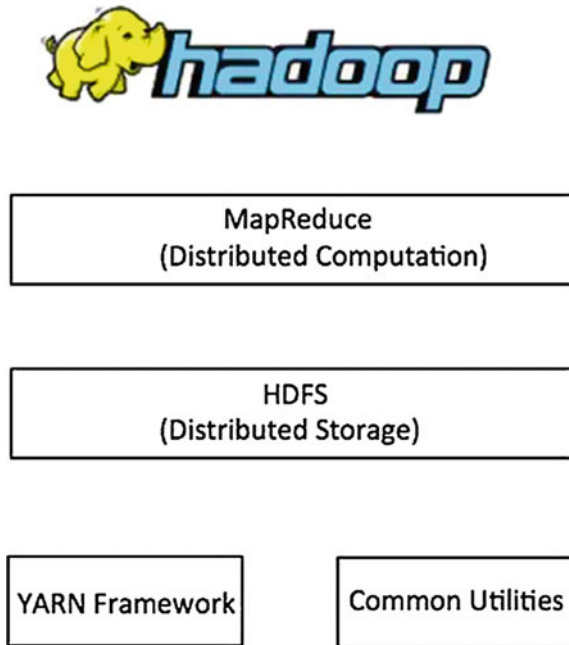 hadoop
MapReduce
(Distributed Computation)
HDFS
(Distributed Storage)
YARN Framework
Common Utilities